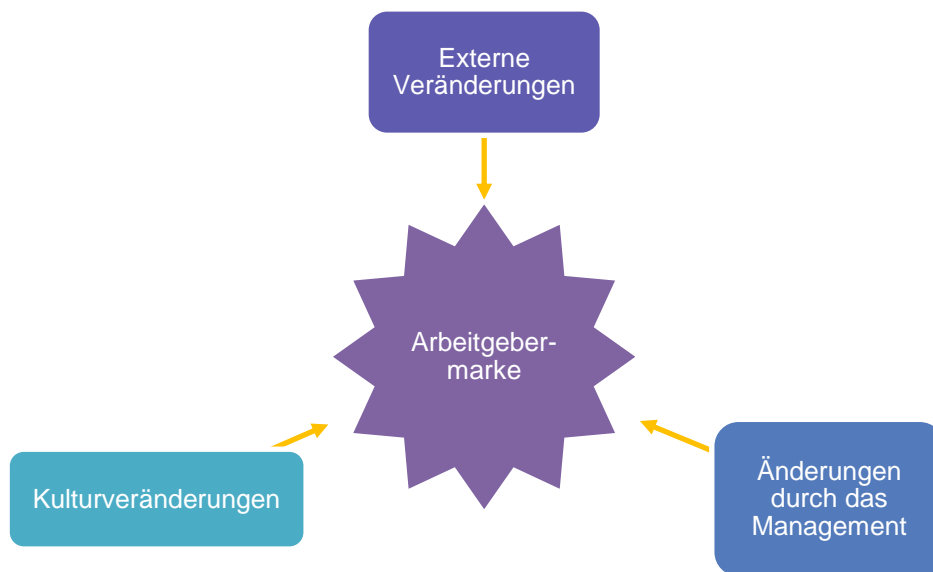 Externe
Veränderungen
Arbeitgeber-
marke
Kulturveränderungen
Änderungen
durch das
Management